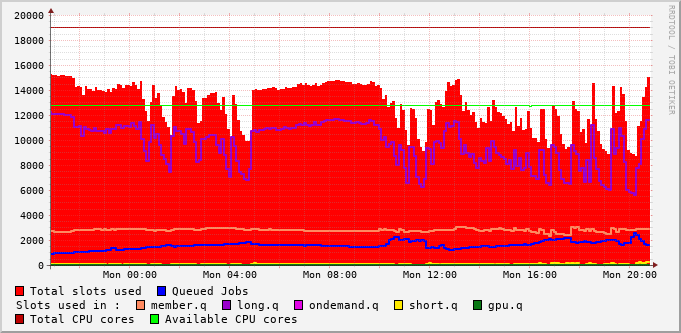 20000
18000
16000
14000
12000
10000
8000
6000
4000
2000
0
Mon 00:00 Mon 04:00 Mon 08:00 Mon 12:00 Mon 16:00 Mon 20:00
RRDTOOL / TOBI OETIKER
Total slots used Queued Jobs
Slots used in : member.q long.q ondemand.q short.q gpu.q
Total CPU cores Available CPU cores